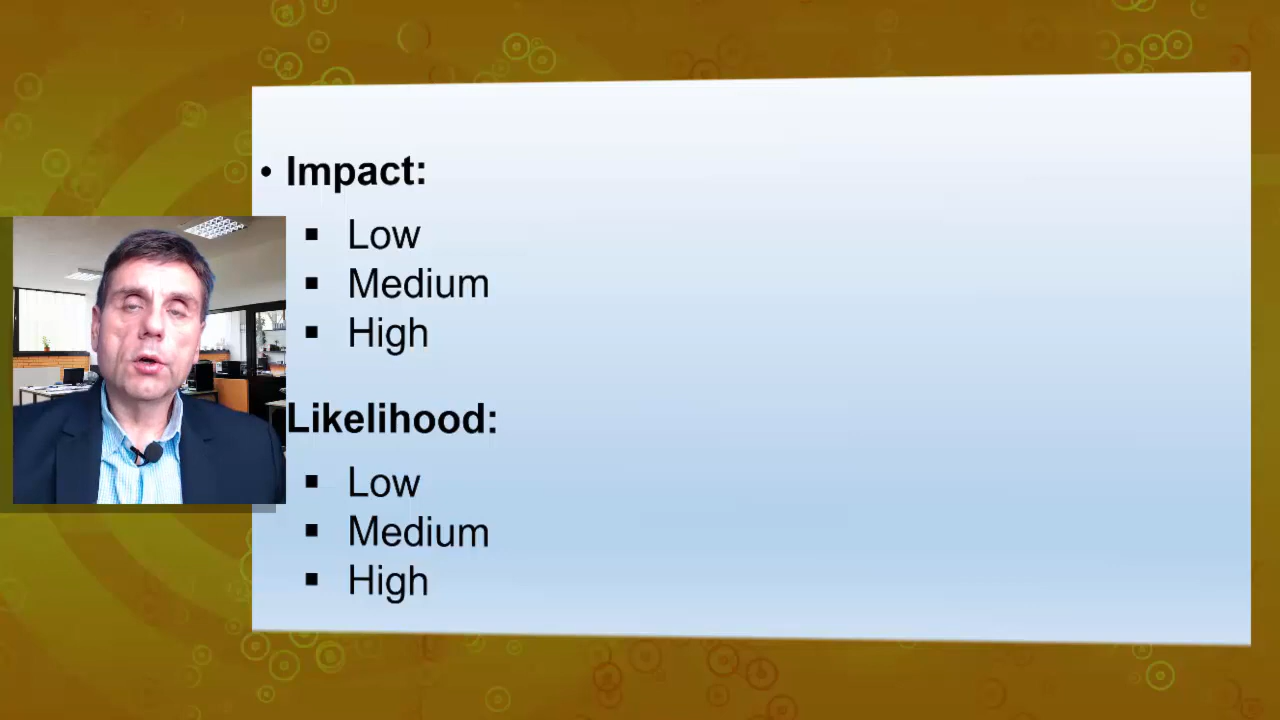 • Impact:
▪ Low
▪ Medium
▪ High
Likelihood:
▪ Low
▪ Medium
▪ High